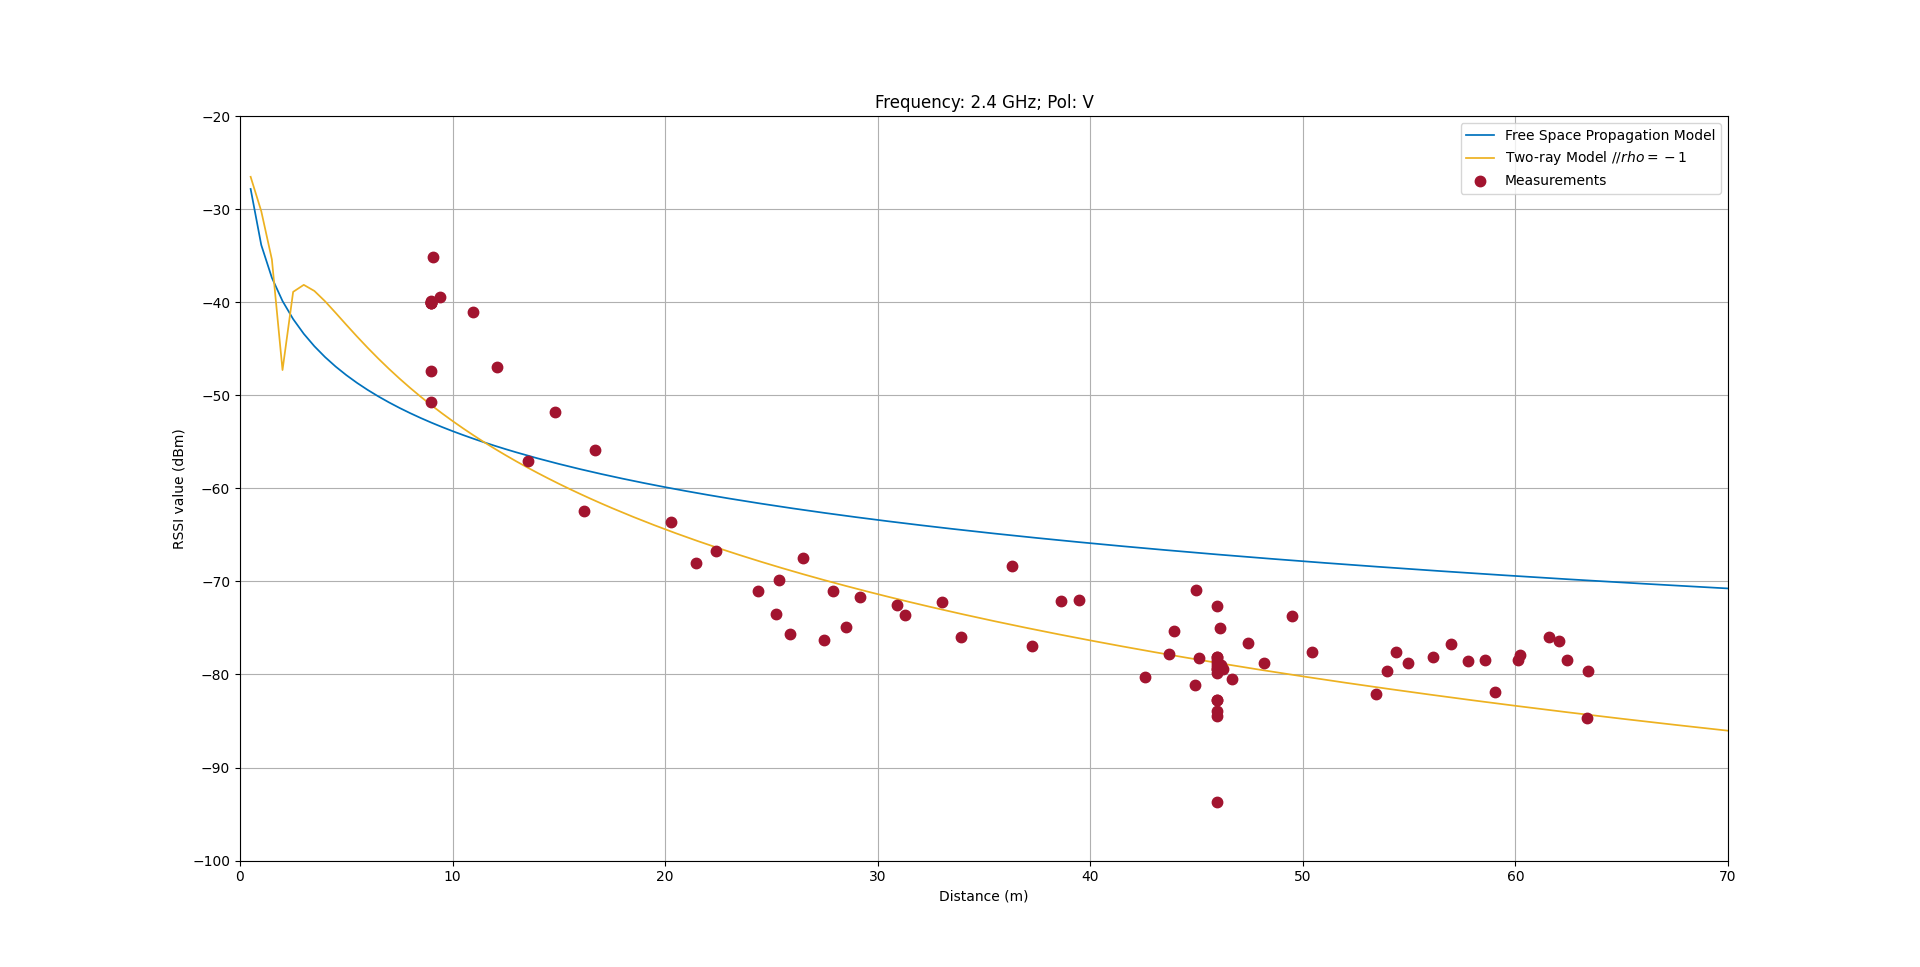 Frequency: 2.4 GHz; Pol: V
Free Space Propagation Model
Two-ray Model //rho = −1
Measurements
RSSI value (dBm)
−20
−30
−40
−50
−60
−70
−80
−90
−100
0 10 20 30 40 50 60 70
Distance (m)